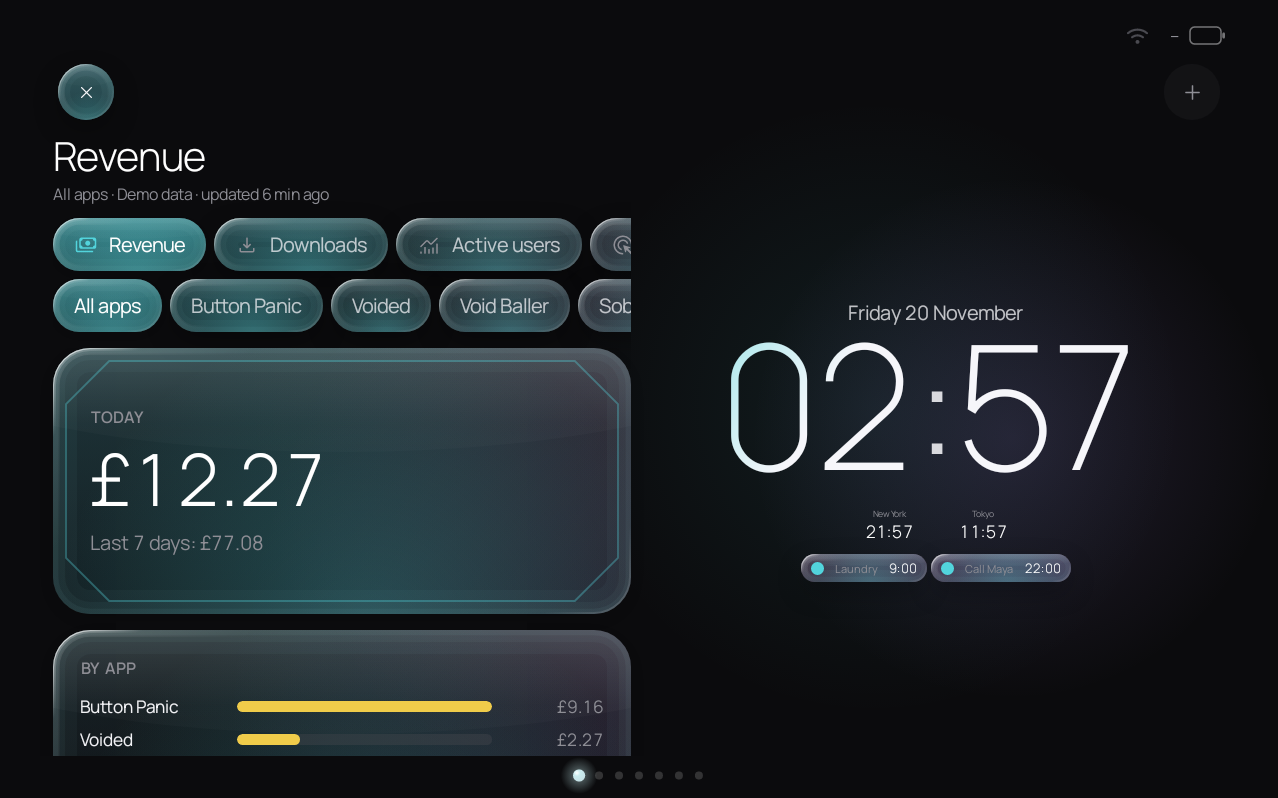 –
Revenue
All apps · Demo data · updated 6 min ago
Revenue Downloads Active users
All apps Button Panic Voided Void Baller Sob
TODAY
£12.27
Last 7 days: £77.08
BY APP
Button Panic £9.16
Voided £2.27
Friday 20 November
02:57
New York Tokyo
21:57 11:57
Laundry 9:00 Call Maya 22:00